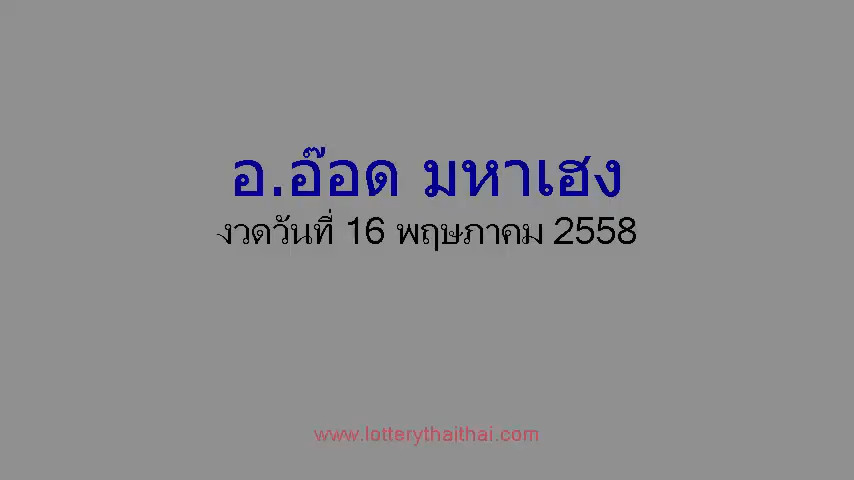 อ.อ๊อด มหาเฮง
งวดวันที่ 16 พฤษภาคม 2558
www.lotterythaithai.com